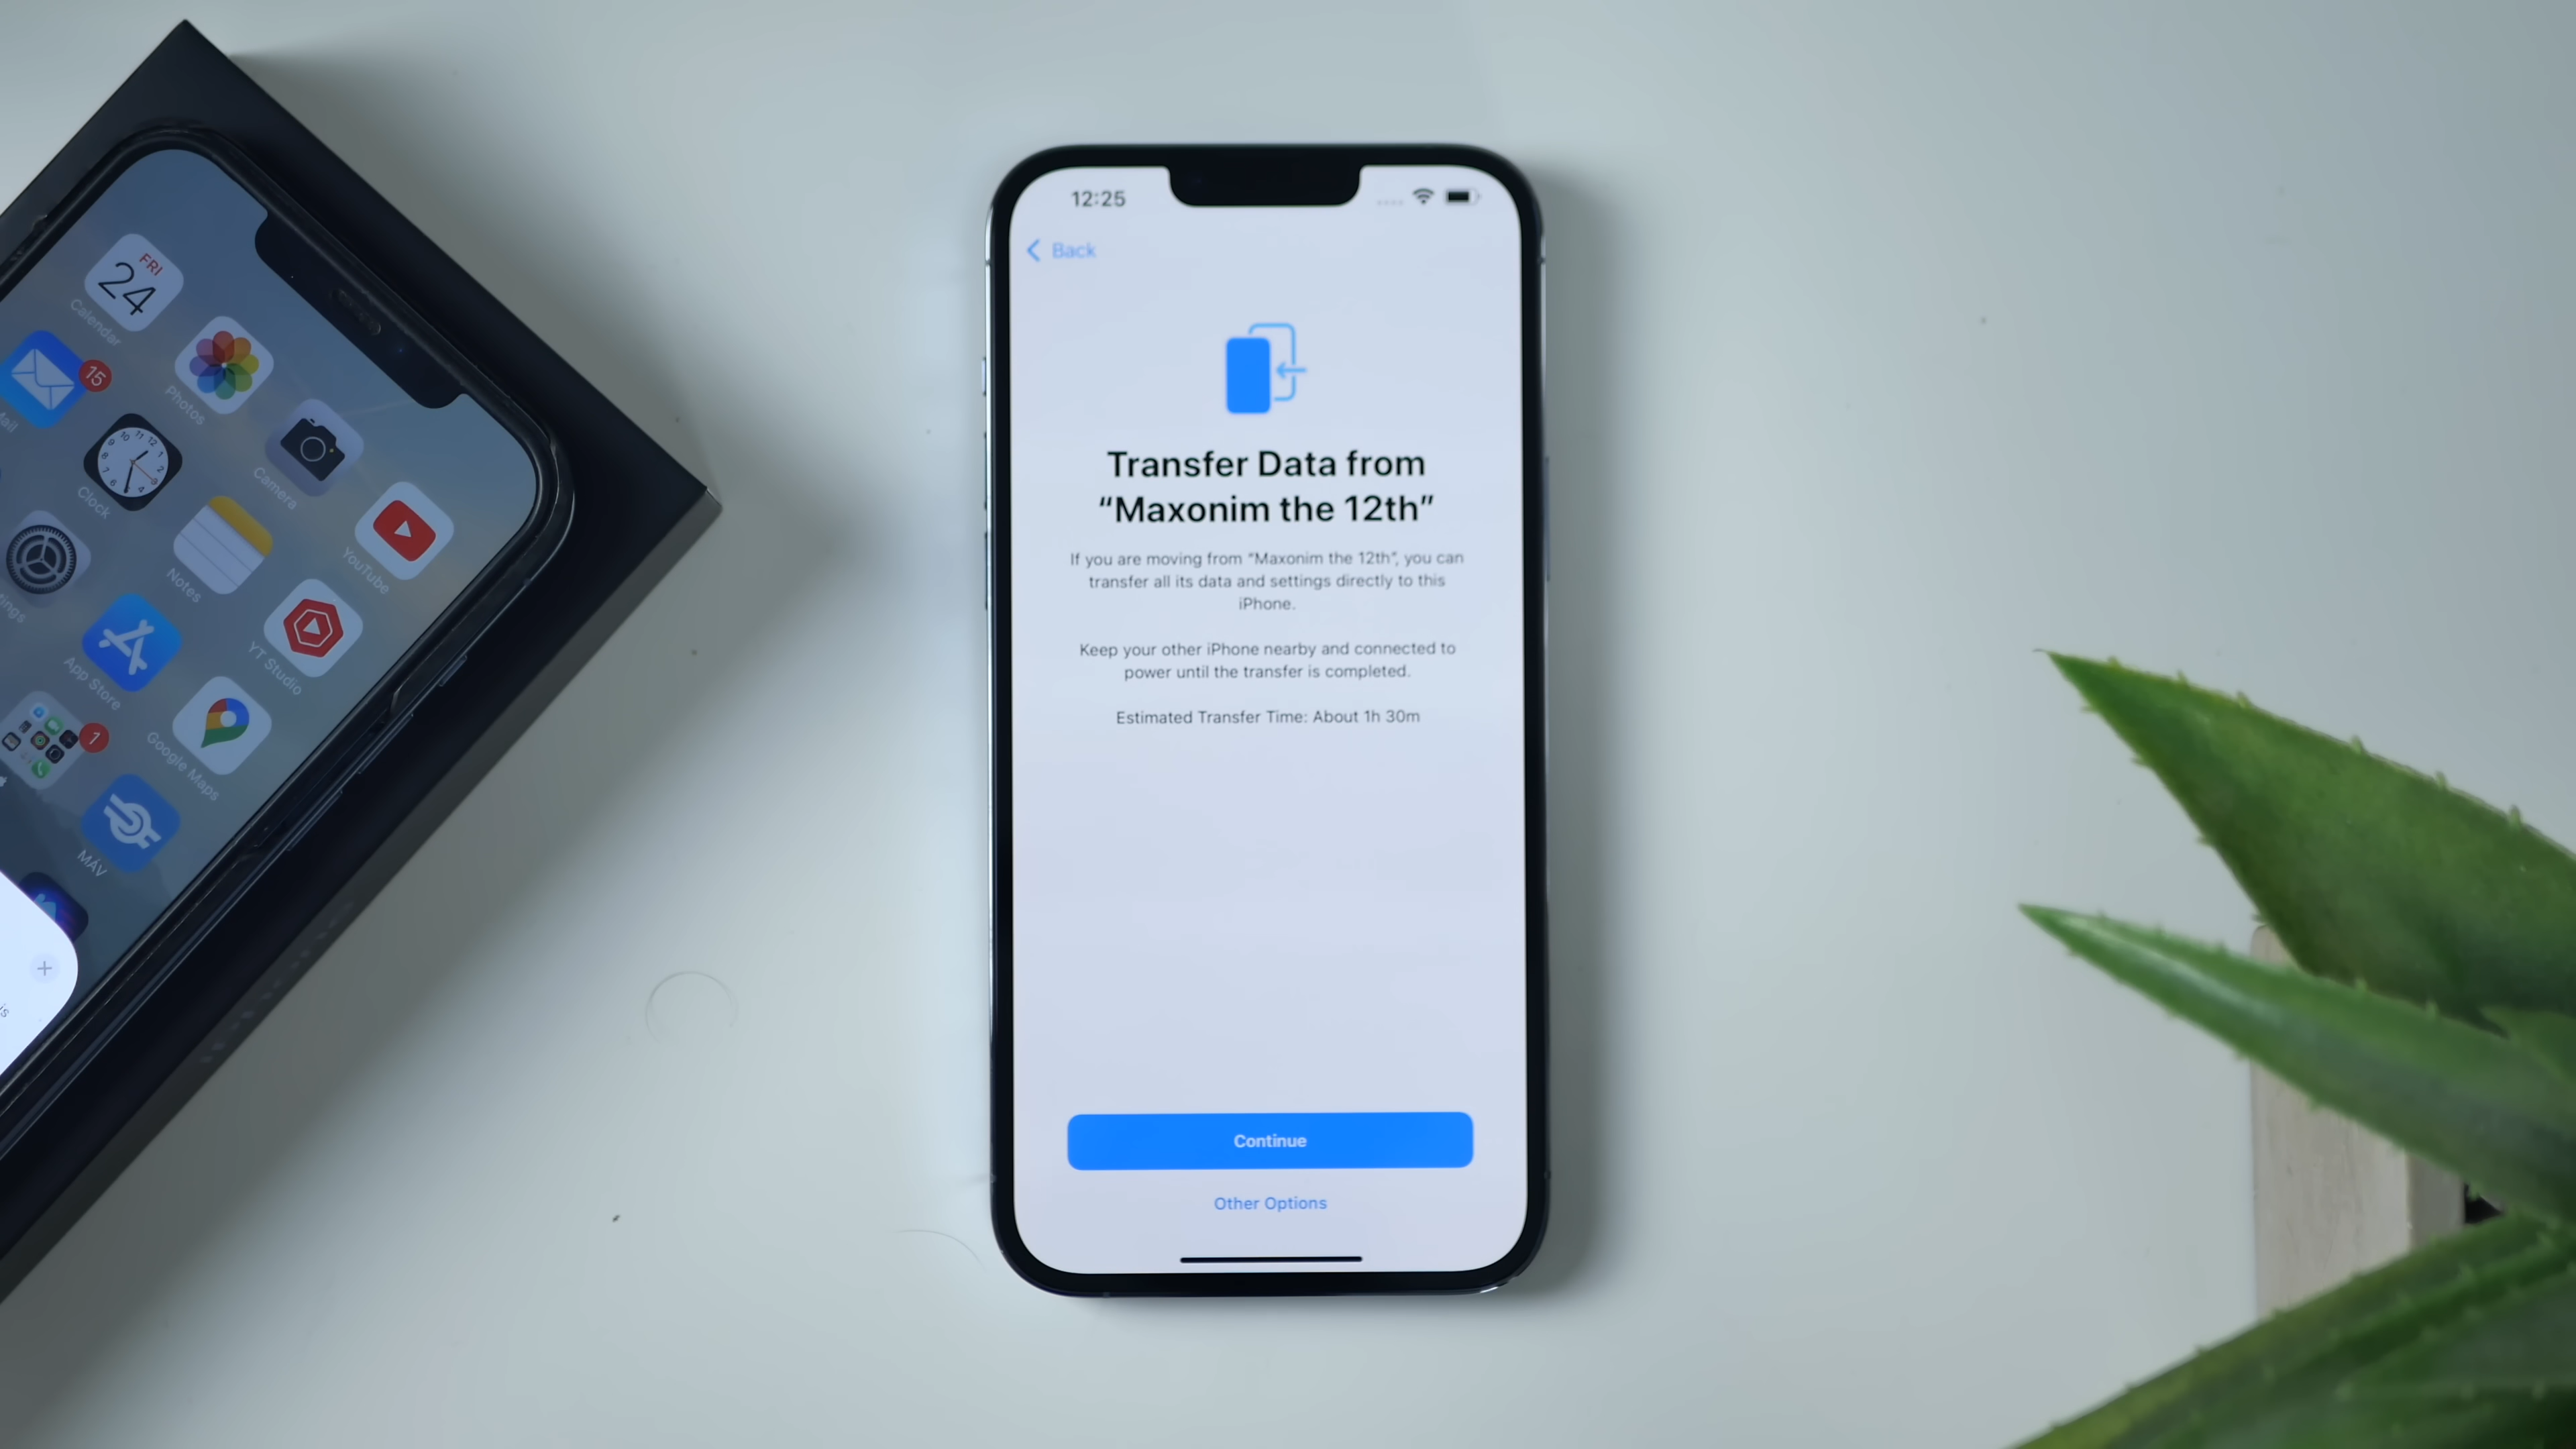 12:25
Back
Transfer Data from
“Maxonim the 12th”
If you are moving from “Maxonim the 12th”, you can
transfer all its data and settings directly to this
iPhone.
Keep your other iPhone nearby and connected to
power until the transfer is completed.
Estimated Transfer Time: About 1h 30m
Continue
Other Options
FRI
24
Calendar
Photos
Camera
YouTube
15
Clock
Notes
YT Studio
App Store
Google Maps
1
MÁV